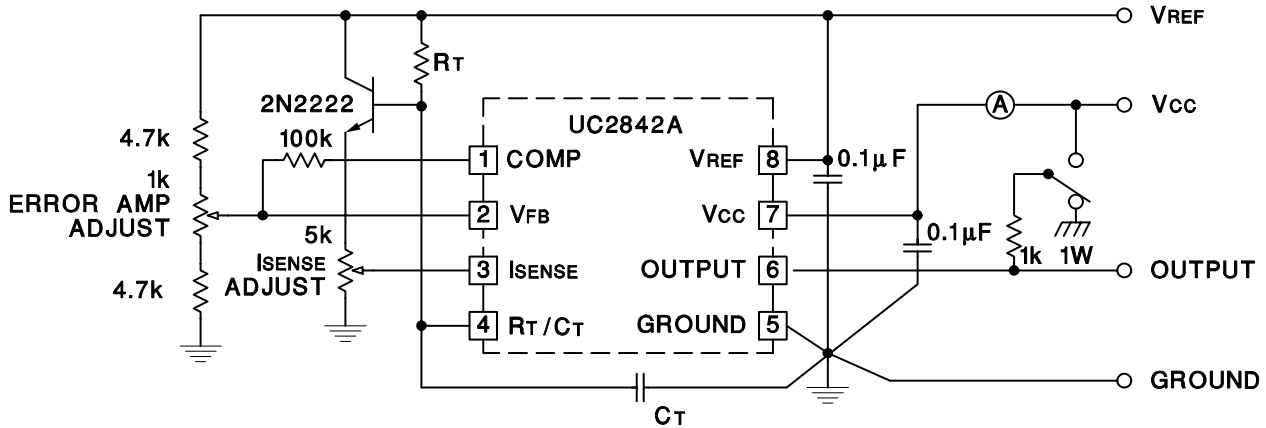 VREF
RT
A
VCC
2N2222
UC2842A
4.7k
100k
1
COMP
VREF
8
0.1µF
1k
ERROR AMP
ADJUST
2
VFB
VCC
7
5k
0.1µF
ISENSE
ADJUST
3
ISENSE
OUTPUT
6
1k
1W
OUTPUT
4.7k
4
RT/CT
GROUND
5
GROUND
CT